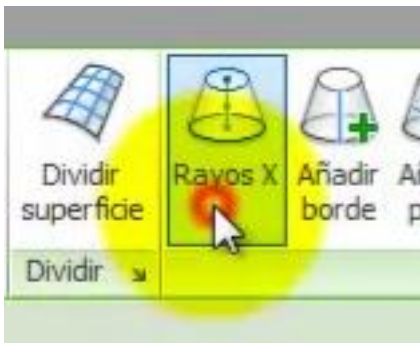 Dividir
superficie
Rayos X
Añadir
borde
Dividir